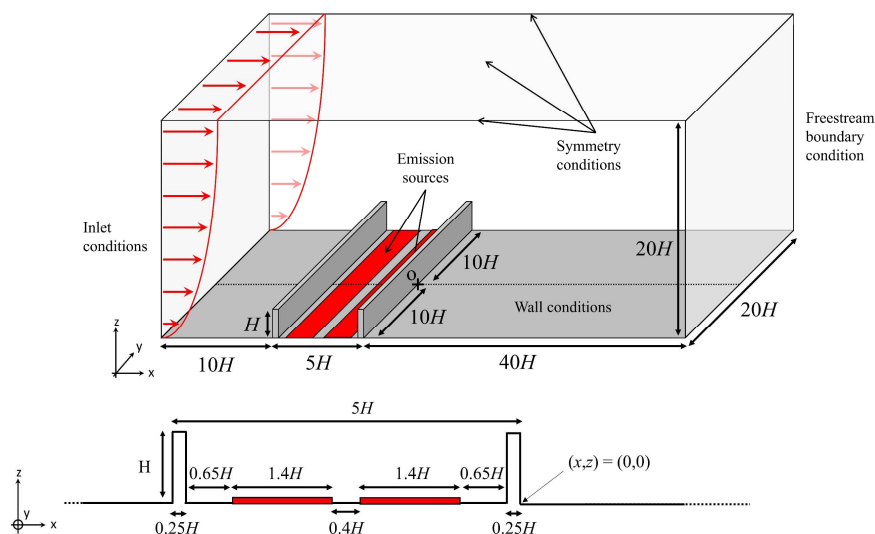 Emission
sources
Symmetry
conditions
Freestream
boundary
condition
Inlet
conditions
20H
10H
O
Wall conditions
H
10H
20H
z
y
x
10H
5H
40H
5H
H
0.65H
1.4H
1.4H
0.65H
(x,z) = (0,0)
z
y
x
0.25H
0.4H
0.25H